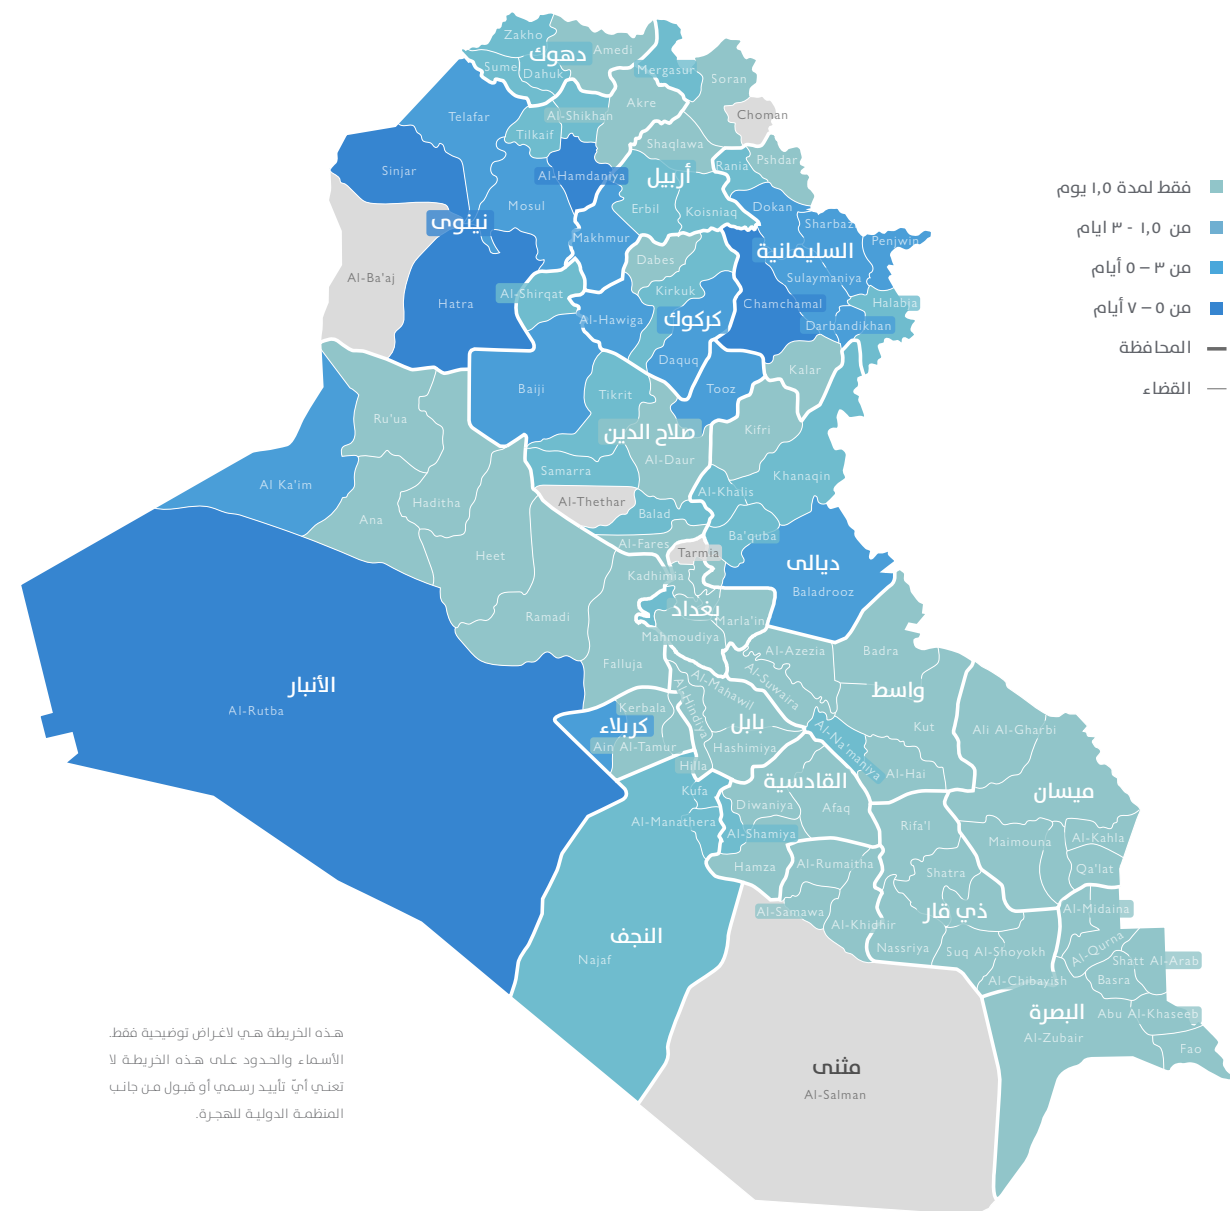 Zakho
دهوك
Amedi
Sume
Dahuk
Mergasur
Soran
Telafar
Al-Shikhan
Akre
Choman
Tilkaif
Shaqlawa
Sinjar
Al-Hamdaniya
أربيل
Rania
Pshdar
نينوى
Mosul
Erbil
Koisniaq
Dokan
Sharbaz
Makhmur
السليمانية
Penjwin
Al-Ba'aj
Dabes
Sulaymaniya
Hatra
Al-Shirqat
Kirkuk
Chamchamal
Halabja
Al-Hawiga
كركوك
Darbandikhan
Daquq
Kalar
Baiji
Tikrit
Tooz
Ru'ua
صلاح الدين
Kifri
Al-Daur
Samarra
Khanaqin
Al Ka'im
Al-Khalis
Haditha
Al-Thethar
Balad
Ana
Ba'quba
Al-Fares
Tarmia
Heet
ديالى
Kadhimia
Baladrooz
Ramadi
بغداد
Marla'in
Mahmoudiya
Al-Azezia
Badra
Falluja
Al-Mahawil
Al-Suwaira
واسط
الأنبار
Al-Rutba
Al-Hindiya
Kerbala
كربلاء
بابل
Kut
Ali Al-Gharbi
Ain Al-Tamur
Hashimiya
Al-Na'maniya
Hilla
Al-Hai
القادسية
ميسان
Kufa
Diwaniya
Afaq
Al-Manathera
Al-Shamiya
Rifa'l
Maimouna
Al-Kahla
Hamza
Al-Rumaitha
Shatra
Qa'lat
Al-Samawa
ذي قار
Al-Midaina
Al-Khidhir
النجف
Nassriya
Suq Al-Shoyokh
Al-Qurna
Najaf
Shatt Al-Arab
Al-Chibayish
Basra
البصرة
Abu Al-Khaseeb
Al-Zubair
Fao
مثنى
Al-Salman
فقط لمدة ١,٥ يوم
من ١,٥ - ٣ ايام
من ٣ – ٥ أيام
من ٥ – ٧ أيام
المحافظة
القضاء
هذه الخريطة هي لاغراض توضيحية فقط.
الأسماء والحدود على هذه الخريطة لا
تعني أيّ تأييد رسمي أو قبول من جانب
المنظمة الدولية للهجرة.